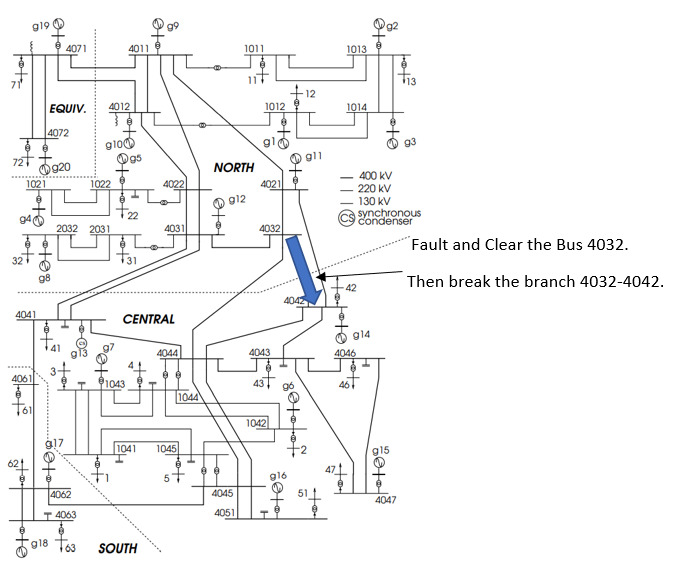 g19
g9
g2
4071
4011
1011
1013
71
11
13
EQUIV.
4012
12
1012
1014
4072
g10
g1
g3
72
g20
g5
NORTH
g11
400 kV
220 kV
130 kV
CS synchronous
condenser
1021
1022
4022
4021
g12
g4
22
2032
2031
4031
4032
Fault and Clear the Bus 4032.
32
g8
31
Then break the branch 4032-4042.
42
4042
4041
CENTRAL
g14
41
CS
g13
g7
4044
4043
4046
3
4
43
46
4061
1043
1044
g6
61
1042
2
g17
1041
1045
g15
62
1
5
g16
47
4062
4045
51
4047
4063
4051
g18
63
SOUTH